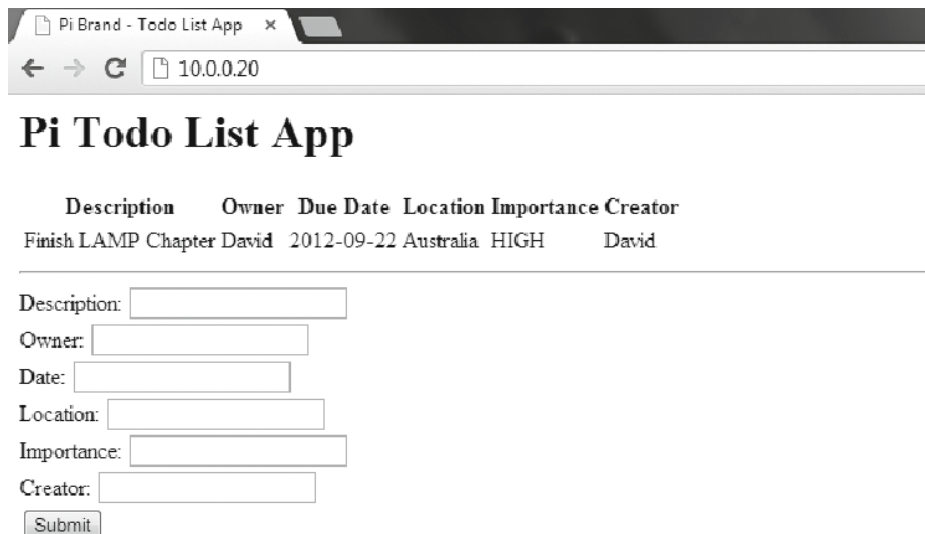 Pi Brand - Todo List App ×
10.0.0.20
Pi Todo List App
Description Owner Due Date Location Importance Creator
Finish LAMP Chapter David 2012-09-22 Australia HIGH David
Description:
Owner:
Date:
Location:
Importance:
Creator:
Submit